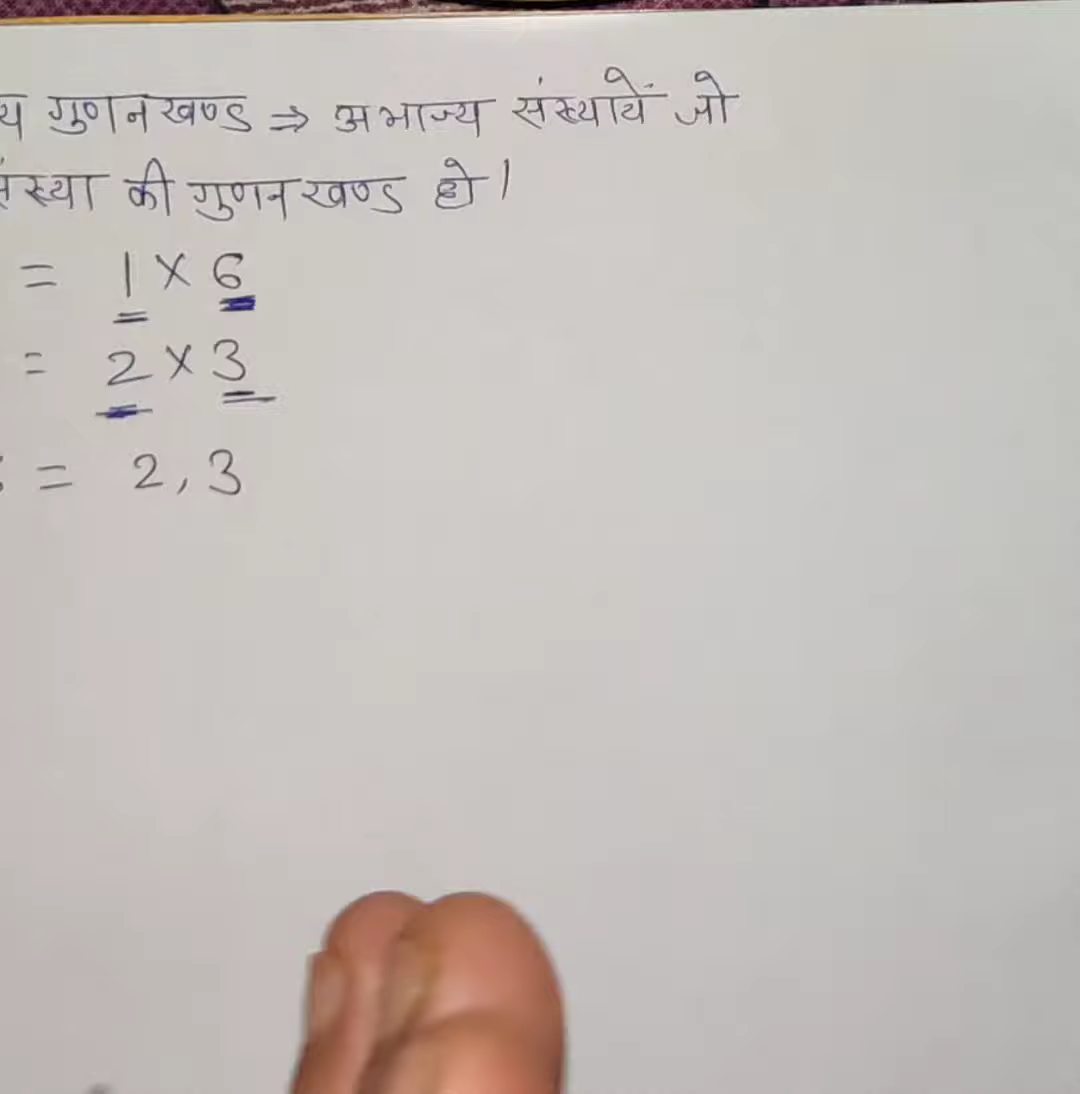 गुणनखण्ड ⇒ अभाज्य संख्यायें जो
संख्या की गुणनखण्ड हो।
= 1 × 6
= 2 × 3
= 2, 3